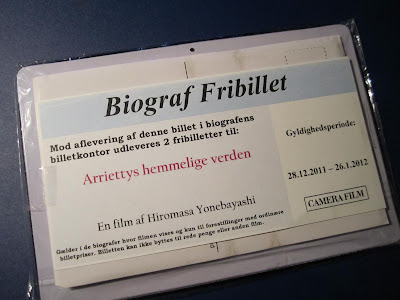 Biograf Fribillet
Mod aflevering af denne billet i biografens
billetkontor udleveres 2 fribilletter til:
Arriettys hemmelige verden
En film af Hiromasa Yonebayashi
Gælder i de biografer hvor filmen vises og kun til forestillinger med ordinære
billetpriser. Billetten kan ikke byttes til rede penge eller anden film.
Gyldighedsperiode:
28.12.2011 – 26.1.2012
CAMERA FILM